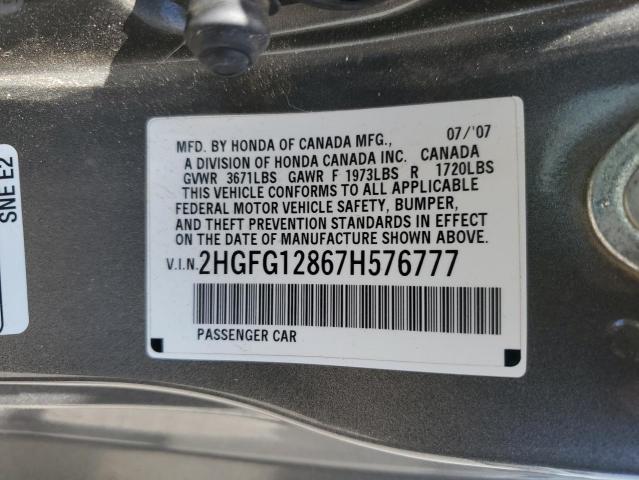 MFD. BY HONDA OF CANADA MFG., 07/'07
A DIVISION OF HONDA CANADA INC. CANADA
GVWR 3671LBS GAWR F 1973LBS R 1720LBS
THIS VEHICLE CONFORMS TO ALL APPLICABLE
FEDERAL MOTOR VEHICLE SAFETY, BUMPER,
AND THEFT PREVENTION STANDARDS IN EFFECT
ON THE DATE OF MANUFACTURE SHOWN ABOVE.
V.I.N. 2HGFG12867H576777
PASSENGER CAR
SNE E2